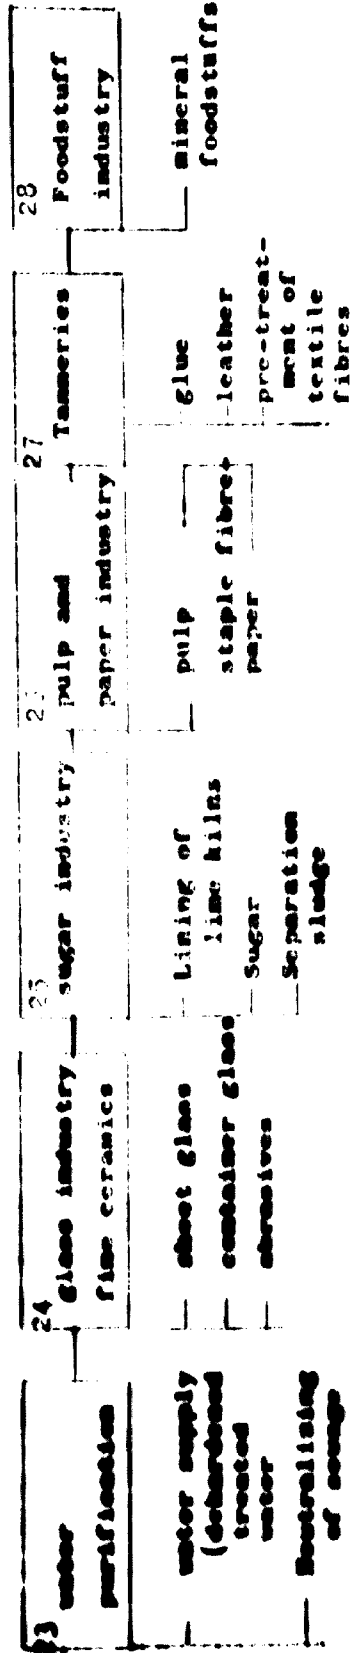 23
water
purification
water supply
(dehardened
treated
water
Neutralizing
of sewage
24
glass industry
fine ceramics
sheet glass
container glass
abrasives
25
sugar industry
Lining of
lime kilns
Sugar
Separation
sludge
pulp and
paper industry
pulp
staple fibre
paper
27
Tanneries
glue
leather
pre-treat-
ment of
textile
fibres
28
Foodstuff
industry
mineral
foodstuffs